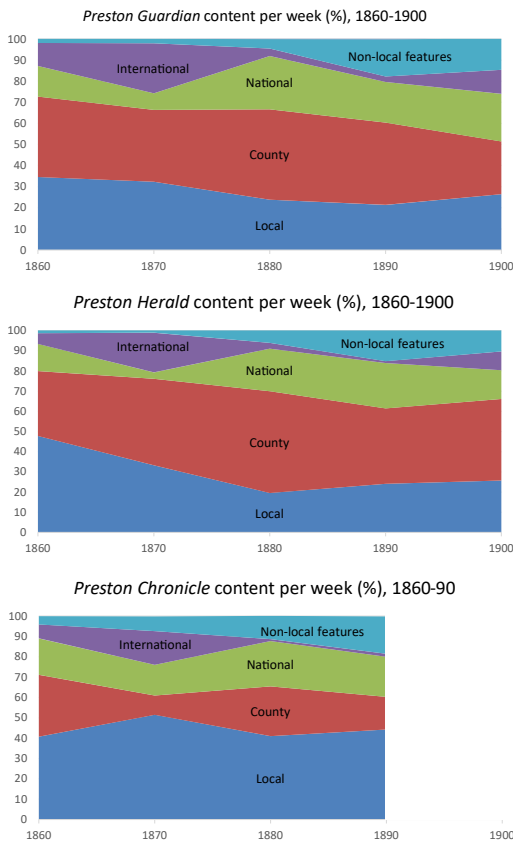 Preston Guardian content per week (%), 1860-1900
100
90
80
70
60
50
40
30
20
10
0
Non-local features
International
National
County
Local
1860 1870 1880 1890 1900
Preston Herald content per week (%), 1860-1900
100
90
80
70
60
50
40
30
20
10
0
Non-local features
International
National
County
Local
1860 1870 1880 1890 1900
Preston Chronicle content per week (%), 1860-90
100
90
80
70
60
50
40
30
20
10
0
Non-local features
International
National
County
Local
1860 1870 1880 1890 1900